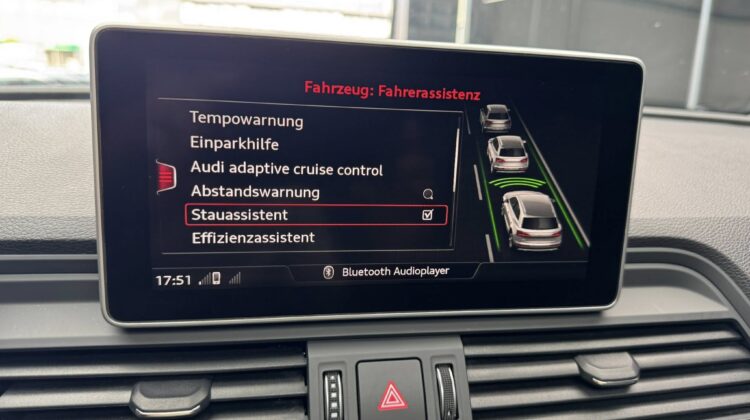 Fahrzeug: Fahrerassistenz
Tempowarnung
Einparkhilfe
Audi adaptive cruise control
Abstandswarnung
Stauassistent
Effizienzassistent
17:51
Bluetooth Audioplayer